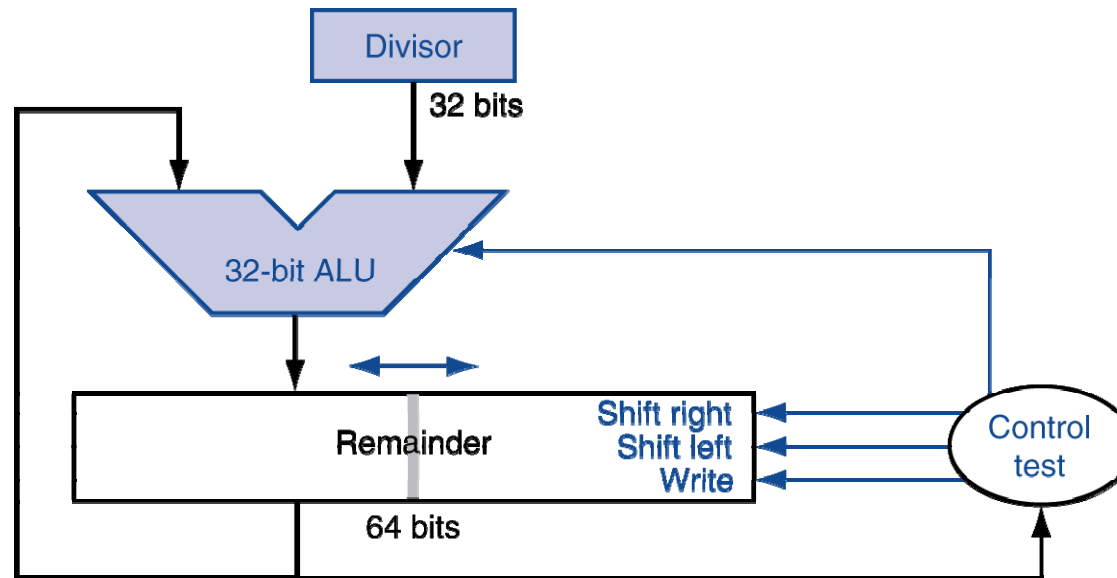 Divisor
32 bits
32-bit ALU
Remainder
Shift right
Shift left
Write
Control
test
64 bits